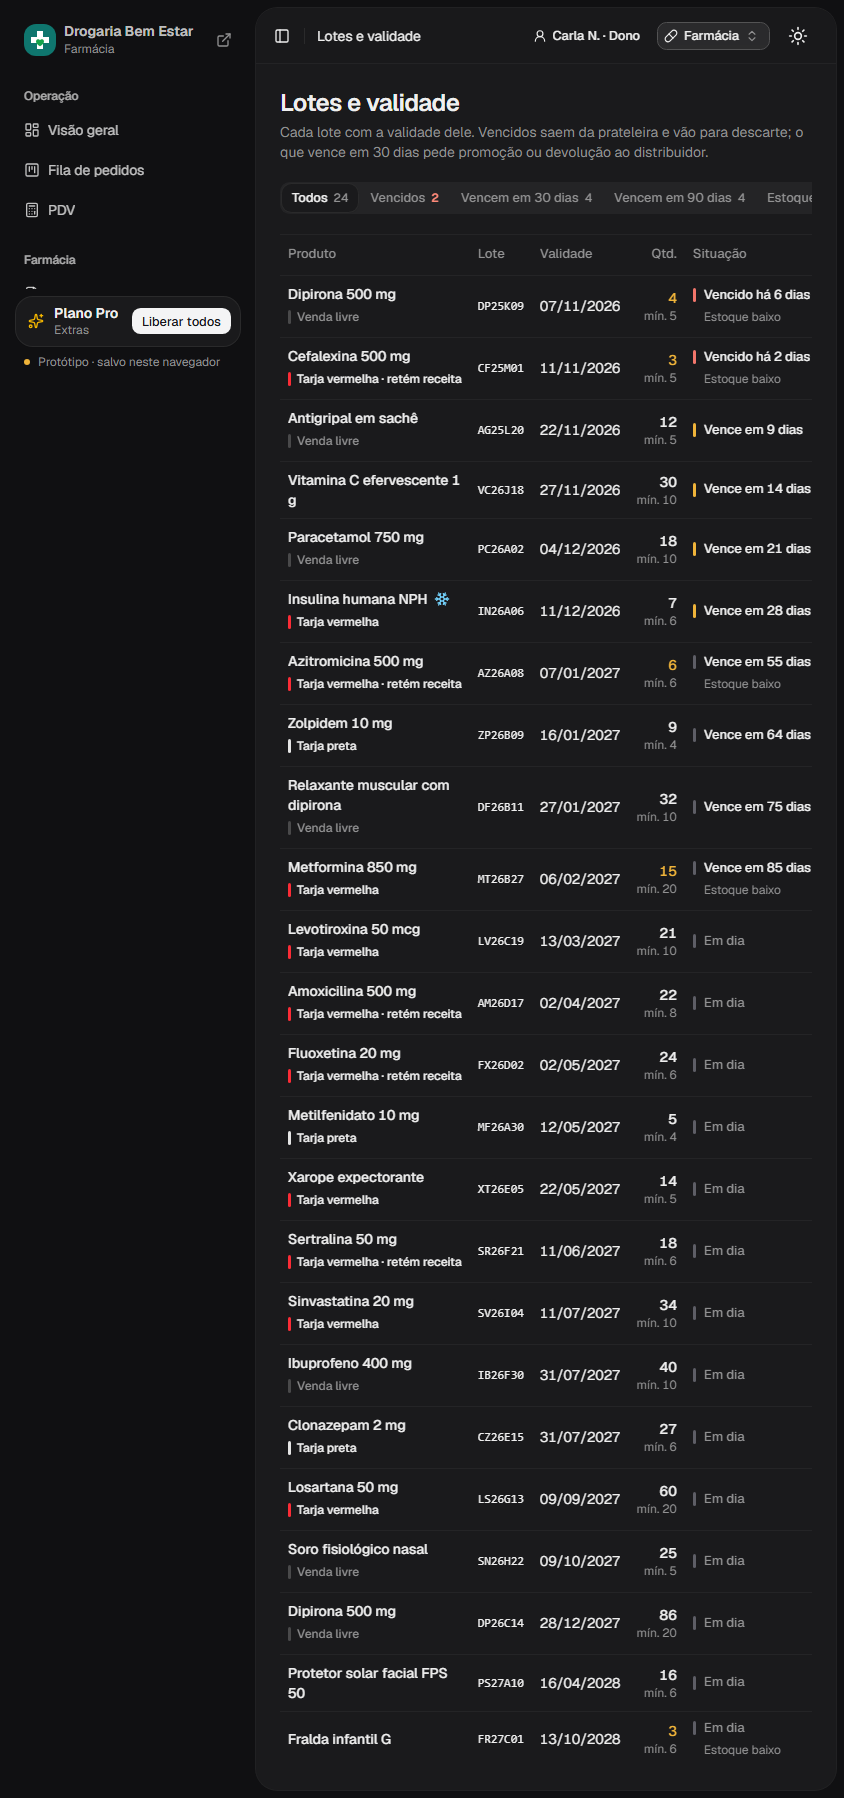 Drogaria Bem Estar
Farmácia
Operação
Visão geral
Fila de pedidos
PDV
Farmácia
Plano Pro
Extras
Liberar todos
Protótipo · salvo neste navegador
Lotes e validade
Carla N. · Dono
Farmácia
Lotes e validade
Cada lote com a validade dele. Vencidos saem da prateleira e vão para descarte; o
que vence em 30 dias pede promoção ou devolução ao distribuidor.
Todos 24 Vencidos 2 Vencem em 30 dias 4 Vencem em 90 dias 4 Estoque
Produto Lote Validade Qtd. Situação
Dipirona 500 mg
Venda livre
DP25K09 07/11/2026
4
mín. 5
Vencido há 6 dias
Estoque baixo
Cefalexina 500 mg
Tarja vermelha · retém receita
CF25M01 11/11/2026
3
mín. 5
Vencido há 2 dias
Estoque baixo
Antigripal em sachê
Venda livre
AG25L20 22/11/2026
12
mín. 5
Vence em 9 dias
Vitamina C efervescente 1
g
VC26J18 27/11/2026
30
mín. 10
Vence em 14 dias
Paracetamol 750 mg
Venda livre
PC26A02 04/12/2026
18
mín. 10
Vence em 21 dias
Insulina humana NPH
Tarja vermelha
IN26A06 11/12/2026
7
mín. 6
Vence em 28 dias
Azitromicina 500 mg
Tarja vermelha · retém receita
AZ26A08 07/01/2027
6
mín. 6
Vence em 55 dias
Estoque baixo
Zolpidem 10 mg
Tarja preta
ZP26B09 16/01/2027
9
mín. 4
Vence em 64 dias
Relaxante muscular com
dipirona
Venda livre
DF26B11 27/01/2027
32
mín. 10
Vence em 75 dias
Metformina 850 mg
Tarja vermelha
MT26B27 06/02/2027
15
mín. 20
Vence em 85 dias
Estoque baixo
Levotiroxina 50 mcg
Tarja vermelha
LV26C19 13/03/2027
21
mín. 10
Em dia
Amoxicilina 500 mg
Tarja vermelha · retém receita
AM26D17 02/04/2027
22
mín. 8
Em dia
Fluoxetina 20 mg
Tarja vermelha · retém receita
FX26D02 02/05/2027
24
mín. 6
Em dia
Metilfenidato 10 mg
Tarja preta
MF26A30 12/05/2027
5
mín. 4
Em dia
Xarope expectorante
Tarja vermelha
XT26E05 22/05/2027
14
mín. 5
Em dia
Sertralina 50 mg
Tarja vermelha · retém receita
SR26F21 11/06/2027
18
mín. 6
Em dia
Sinvastatina 20 mg
Tarja vermelha
SV26I04 11/07/2027
34
mín. 10
Em dia
Ibuprofeno 400 mg
Venda livre
IB26F30 31/07/2027
40
mín. 10
Em dia
Clonazepam 2 mg
Tarja preta
CZ26E15 31/07/2027
27
mín. 6
Em dia
Losartana 50 mg
Tarja vermelha
LS26G13 09/09/2027
60
mín. 20
Em dia
Soro fisiológico nasal
Venda livre
SN26H22 09/10/2027
25
mín. 5
Em dia
Dipirona 500 mg
Venda livre
DP26C14 28/12/2027
86
mín. 20
Em dia
Protetor solar facial FPS
50
PS27A10 16/04/2028
16
mín. 6
Em dia
Fralda infantil G
FR27C01 13/10/2028
3
mín. 6
Em dia
Estoque baixo